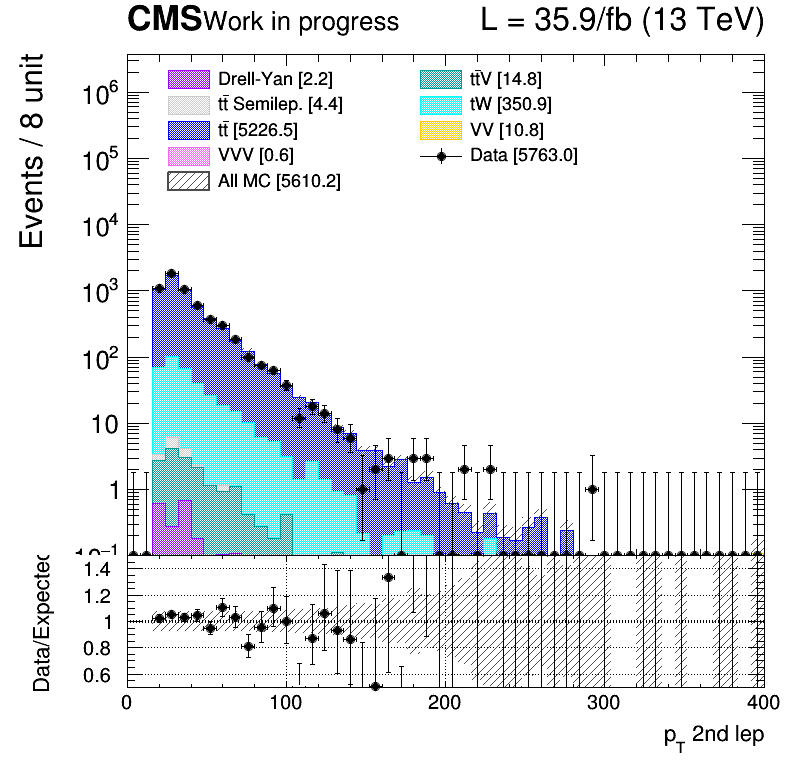 CMS Work in progress L = 35.9/fb (13 TeV)
Events / 8 unit
Drell-Yan [2.2]
tt̄ Semilep. [4.4]
tt̄ [5226.5]
VVV [0.6]
All MC [5610.2]
tt̄V [14.8]
tW [350.9]
VV [10.8]
Data [5763.0]
10⁶
10⁵
10⁴
10³
10²
10
1
10⁻¹
Data/Expected
1.4
1.2
1
0.8
0.6
0 100 200 300 400
p_T 2nd lep